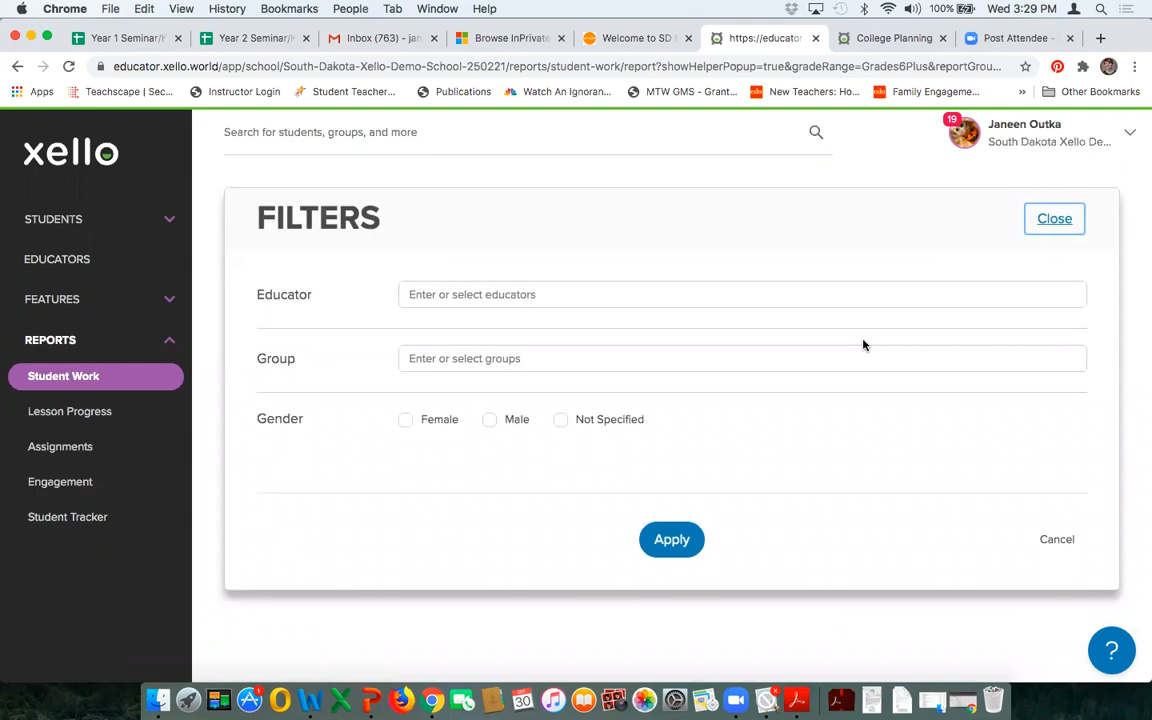 Chrome File Edit View History Bookmarks People Tab Window Help 100% Wed 3:29 PM
Year 1 Seminar/ Year 2 Seminar/ Inbox (763) - jan Browse InPrivate Welcome to SD M https://educator College Planning Post Attendee -
educator.xello.world/app/school/South-Dakota-Xello-Demo-School-250221/reports/student-work/report?showHelperPopup=true&gradeRange=Grades6Plus&reportGrou...
Apps Teachscape | Sec... Instructor Login Student Teacher... Publications Watch An Ignoran... MTW GMS - Grant... New Teachers: Ho... Family Engageme... » Other Bookmarks
xello
Search for students, groups, and more
19
Janeen Outka
South Dakota Xello De...
STUDENTS
EDUCATORS
FEATURES
REPORTS
Student Work
Lesson Progress
Assignments
Engagement
Student Tracker
FILTERS
Close
Educator Enter or select educators
Group Enter or select groups
Gender Female Male Not Specified
Apply
Cancel
?